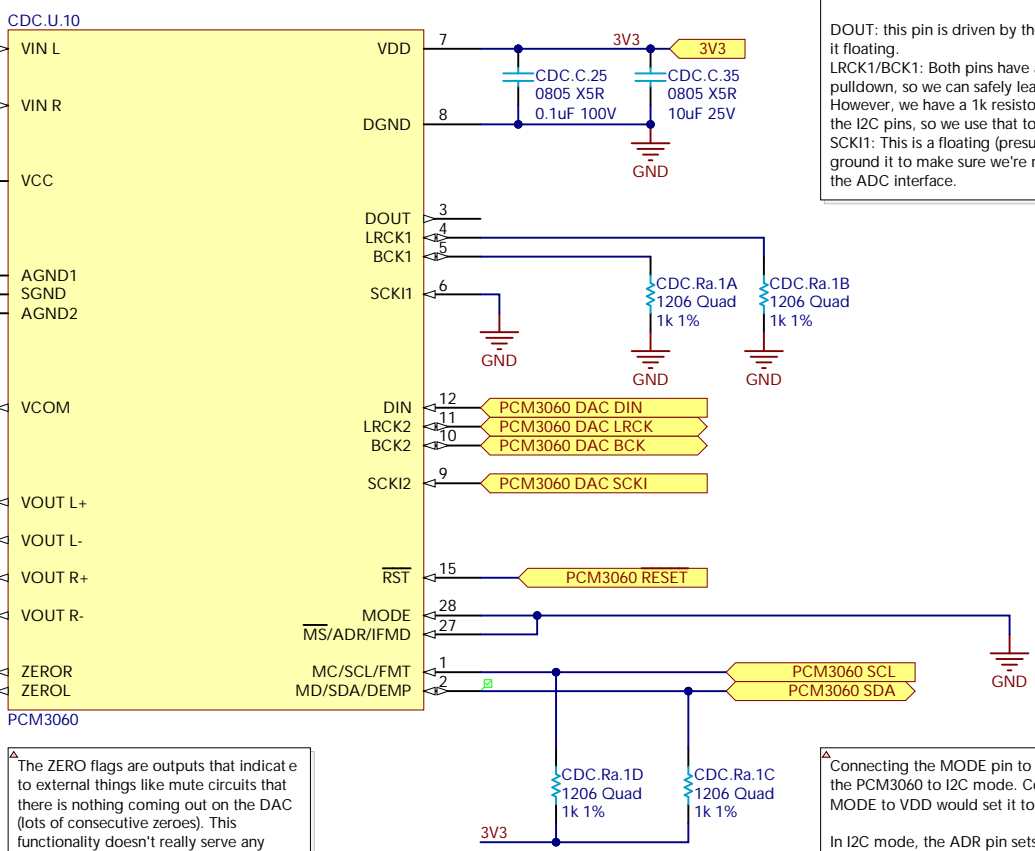 CDC.U.10
VIN L
VIN R
VCC
AGND1
SGND
AGND2
VCOM
VOUT L+
VOUT L-
VOUT R+
VOUT R-
ZEROR
ZEROL
PCM3060
VDD 7
DGND 8
DOUT 3
LRCK1 4
BCK1 5
SCKI1 6
DIN 12
LRCK2 11
BCK2 10
SCKI2 9
RST 15
MODE 28
MS/ADR/IFMD 27
MC/SCL/FMT 1
MD/SDA/DEMP 2
3V3
3V3
CDC.C.25
0805 X5R
0.1uF 100V
CDC.C.35
0805 X5R
10uF 25V
GND
GND
CDC.Ra.1A
1206 Quad
1k 1%
GND
CDC.Ra.1B
1206 Quad
1k 1%
GND
PCM3060 DAC DIN
PCM3060 DAC LRCK
PCM3060 DAC BCK
PCM3060 DAC SCKI
PCM3060 RESET
GND
PCM3060 SCL
PCM3060 SDA
CDC.Ra.1D
1206 Quad
1k 1%
CDC.Ra.1C
1206 Quad
1k 1%
3V3
DOUT: this pin is driven by th
it floating.
LRCK1/BCK1: Both pins have
pulldown, so we can safely lea
However, we have a 1k resisto
the I2C pins, so we use that to
SCKI1: This is a floating (presu
ground it to make sure we're
the ADC interface.
The ZERO flags are outputs that indicate
to external things like mute circuits that
there is nothing coming out on the DAC
(lots of consecutive zeroes). This
functionality doesn't really serve any
Connecting the MODE pin to
the PCM3060 to I2C mode. C
MODE to VDD would set it to
In I2C mode, the ADR pin sets